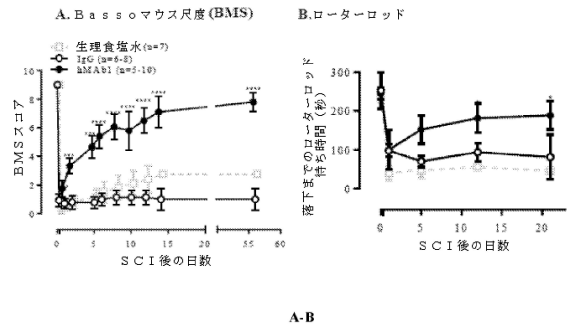 A. Ｂａｓｓｏマウス尺度(BMS)
生理食塩水(n=7)
IgG (n=6-8)
hMAb1 (n=5-10)
BMSスコア
10
8
6
4
2
0
**** **** **** **** **** ****
0 5 10 15 20 55 60
ＳＣＩ後の日数
B.ローターロッド
落下までのローターロッド
待ち時間（秒）
300
200
100
0
*
0 5 10 15 20
ＳＣＩ後の日数
A-B